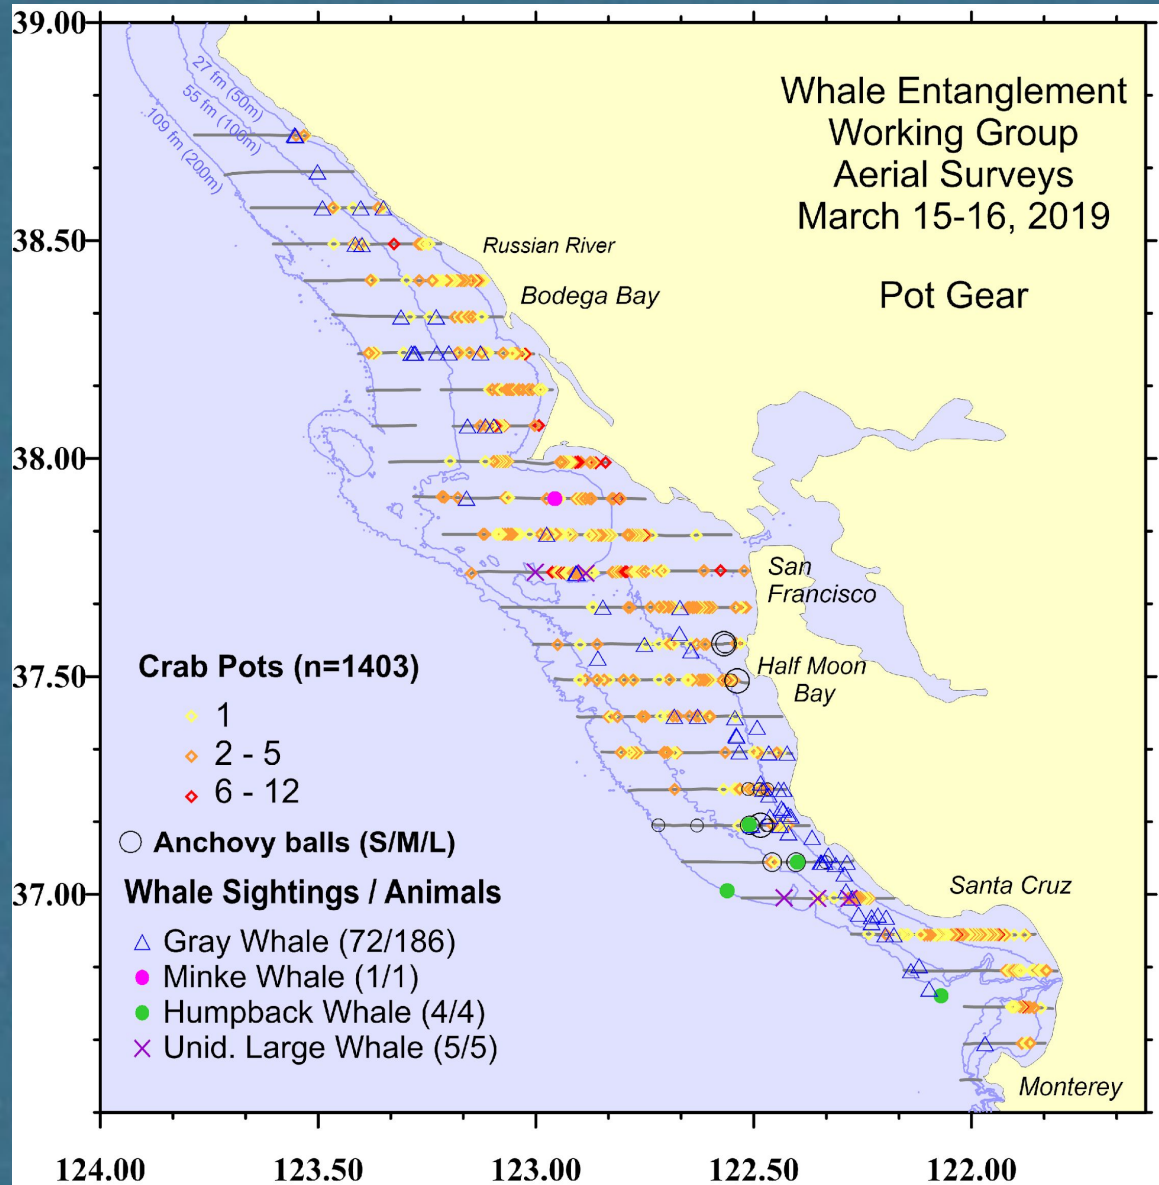 39.00
38.50
38.00
37.50
37.00
124.00
123.50
123.00
122.50
122.00
27 fm (50m)
55 fm (100m)
109 fm (200m)
Whale Entanglement
Working Group
Aerial Surveys
March 15-16, 2019
Pot Gear
Russian River
Bodega Bay
San
Francisco
Half Moon
Bay
Santa Cruz
Monterey
Crab Pots (n=1403)
1
2 - 5
6 - 12
Anchovy balls (S/M/L)
Whale Sightings / Animals
Gray Whale (72/186)
Minke Whale (1/1)
Humpback Whale (4/4)
Unid. Large Whale (5/5)